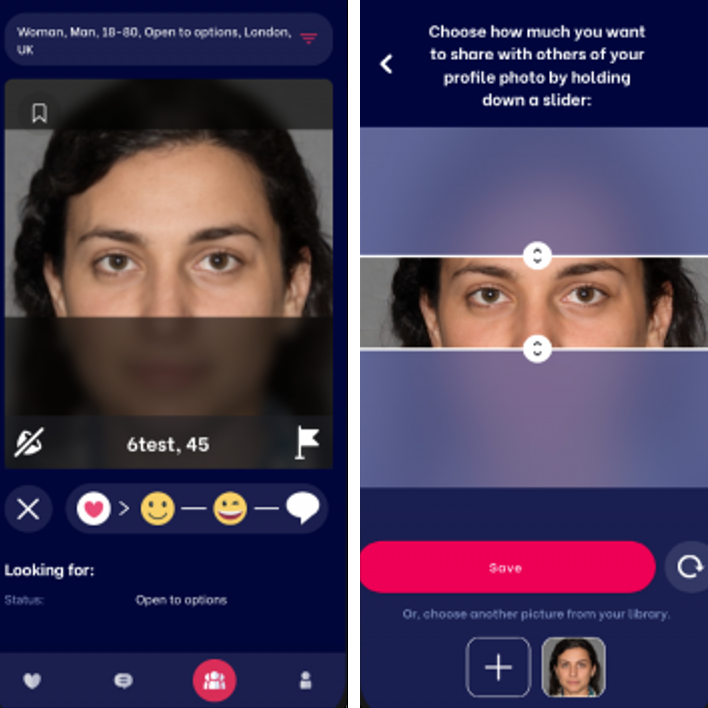 Woman, Man, 18-80, Open to options, London,
UK
6test, 45
Looking for:
Status: Open to options
Choose how much you want
to share with others of your
profile photo by holding
down a slider:
Save
Or, choose another picture from your library.